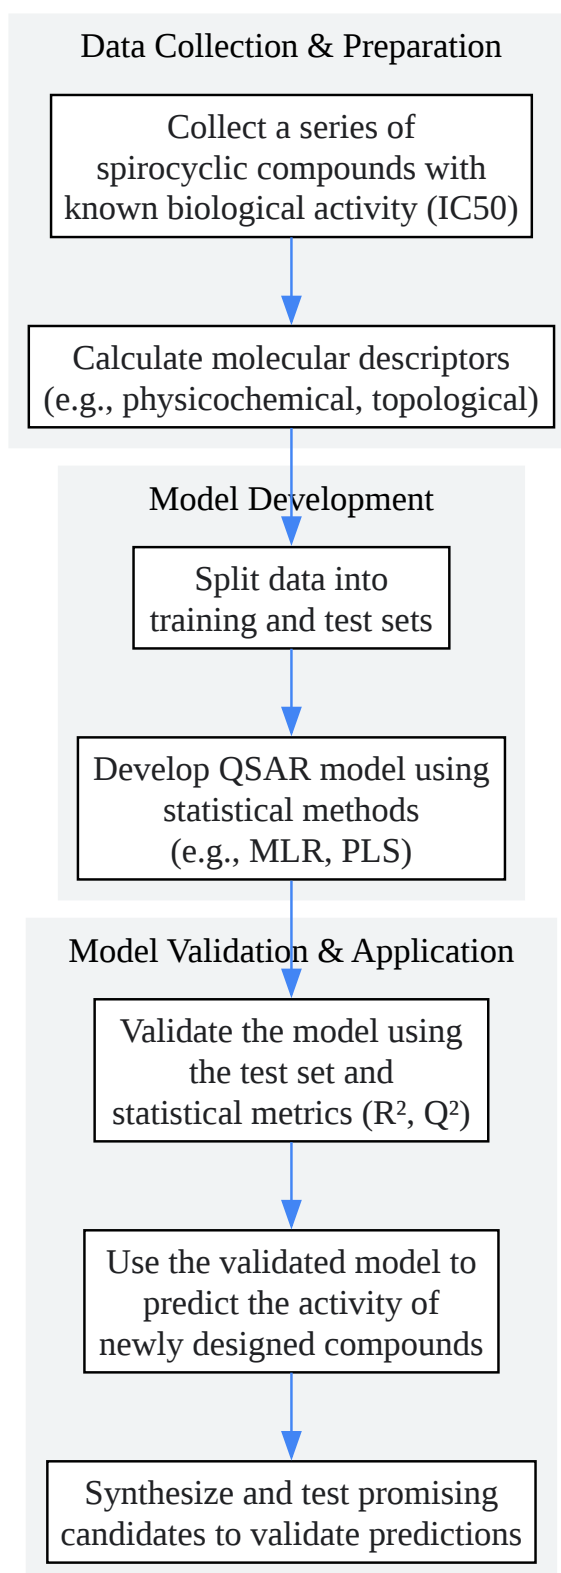 Data Collection & Preparation
Collect a series of
spirocyclic compounds with
known biological activity (IC50)
Calculate molecular descriptors
(e.g., physicochemical, topological)
Model Development
Split data into
training and test sets
Develop QSAR model using
statistical methods
(e.g., MLR, PLS)
Model Validation & Application
Validate the model using
the test set and
statistical metrics (R², Q²)
Use the validated model to
predict the activity of
newly designed compounds
Synthesize and test promising
candidates to validate predictions